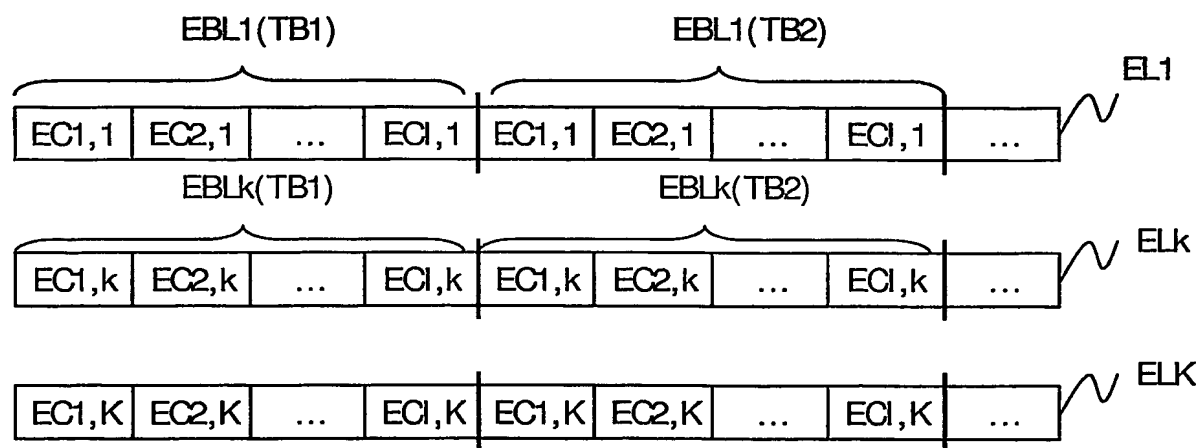 EBL1(TB1) EBL1(TB2)
EL1
EC1,1 EC2,1 ... ECI,1 EC1,1 EC2,1 ... ECI,1 ...
EBLk(TB1) EBLk(TB2)
ELk
EC1,k EC2,k ... ECI,k EC1,k EC2,k ... ECI,k ...
ELK
EC1,K EC2,K ... ECI,K EC1,K EC2,K ... ECI,K ...